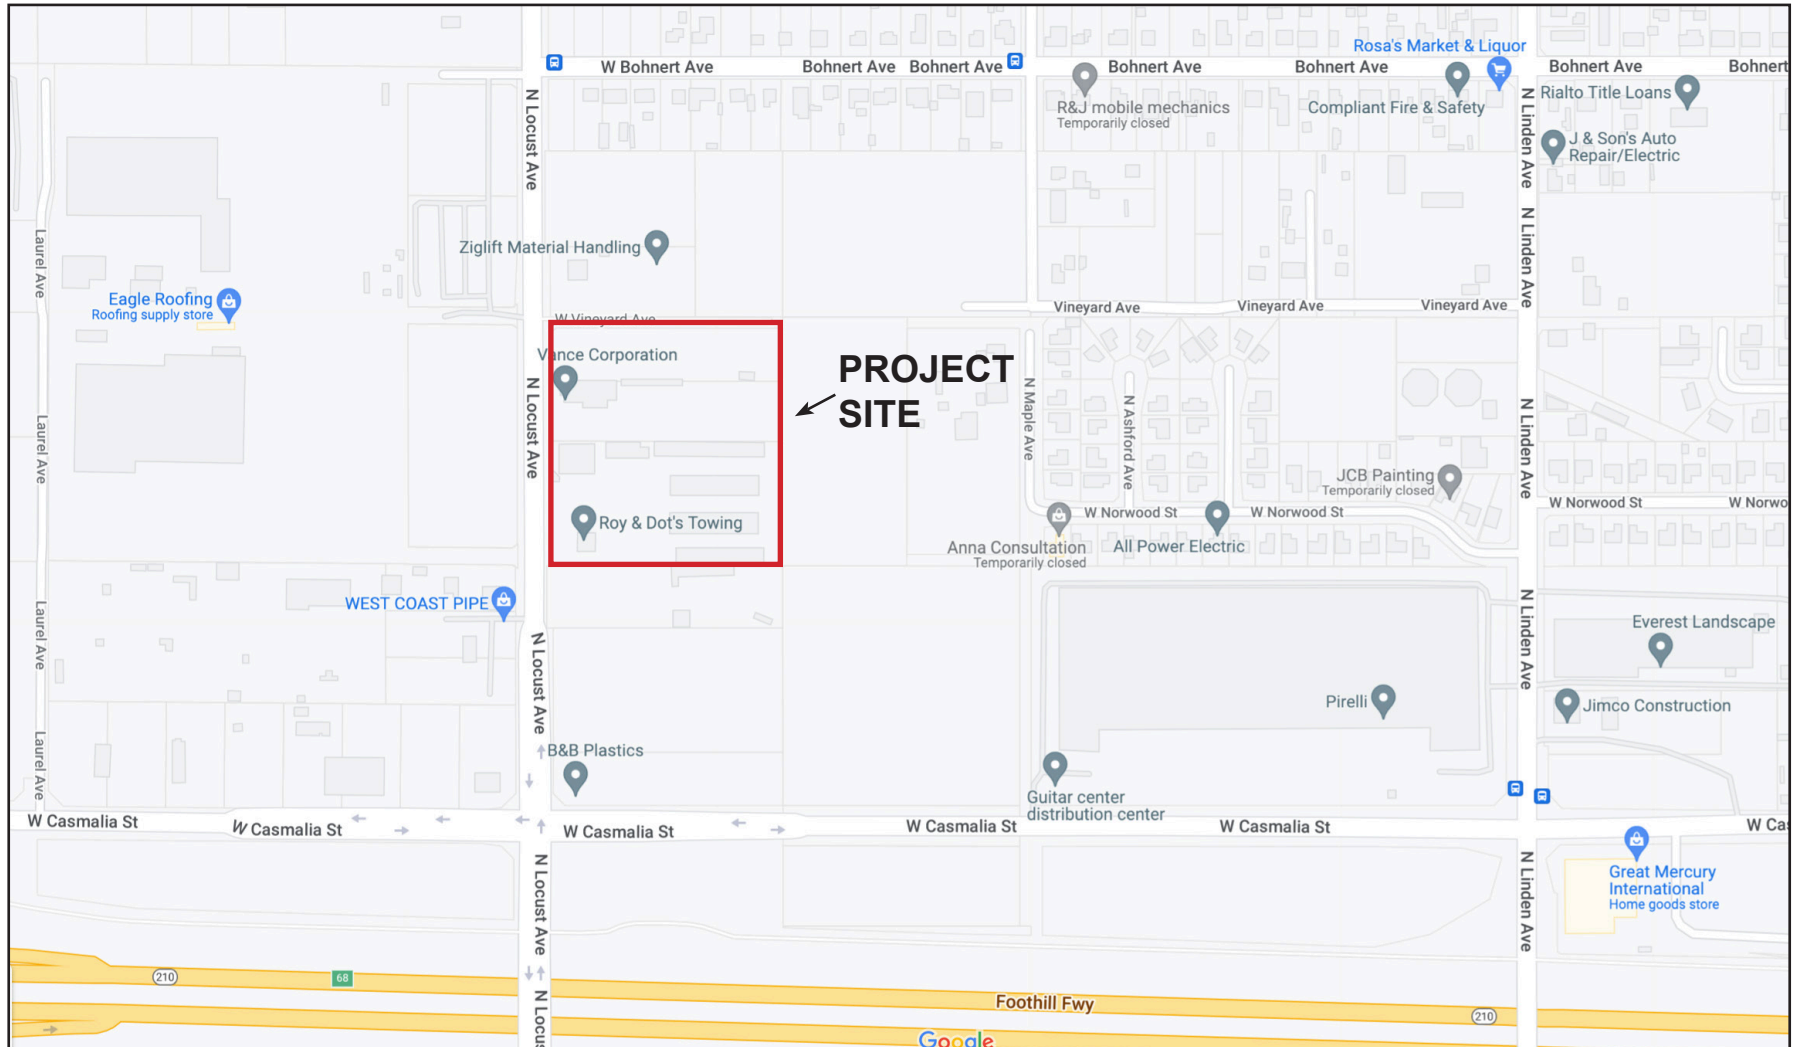 Rosa's Market & Liquor
W Bohnert Ave
Bohnert Ave
Bohnert Ave
Bohnert Ave
Bohnert Ave
Bohnert Ave
Bohnert
N Locust Ave
R&J mobile mechanics
Temporarily closed
Compliant Fire & Safety
N Linden Ave
Rialto Title Loans
J & Son's Auto
Repair/Electric
Laurel Ave
Ziglift Material Handling
N Linden Ave
Eagle Roofing
Roofing supply store
W Vineyard Ave
Vineyard Ave
Vineyard Ave
Vineyard Ave
Vance Corporation
PROJECT
SITE
N Locust Ave
N Maple Ave
N Ashford Ave
N Linden Ave
Laurel Ave
JCB Painting
Temporarily closed
W Norwood St
W Norwo
Roy & Dot's Towing
W Norwood St
W Norwood St
Anna Consultation
Temporarily closed
All Power Electric
WEST COAST PIPE
Laurel Ave
N Locust Ave
N Linden Ave
Everest Landscape
Pirelli
Jimco Construction
B&B Plastics
Laurel Ave
Guitar center
distribution center
W Casmalia St
W Casmalia St
W Casmalia St
W Casmalia St
W Casmalia St
W Cas
N Locust Ave
N Linden Ave
Great Mercury
International
Home goods store
210
68
Foothill Fwy
210
N Locus
Google